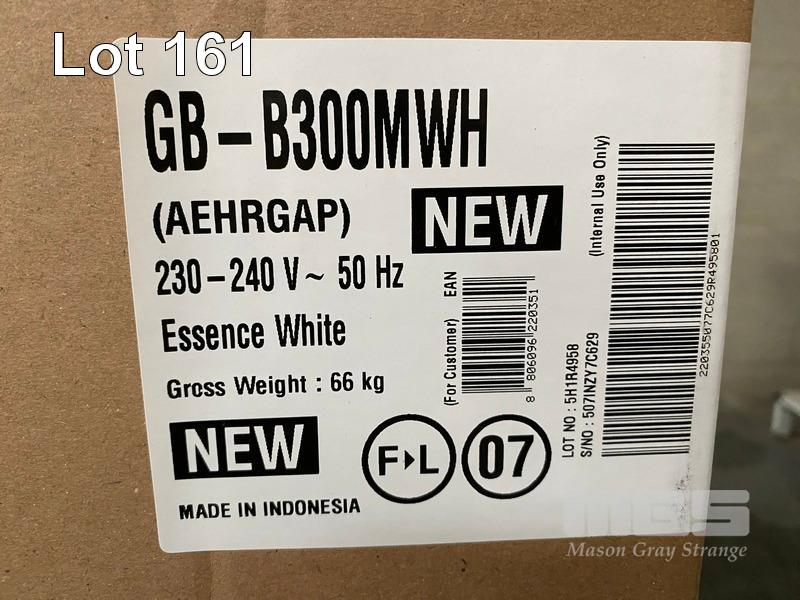 Lot 161
GB-B300MWH
(AEHRGAP)
NEW
230-240 V~ 50 Hz
Essence White
Gross Weight : 66 kg
NEW
F▸L
07
MADE IN INDONESIA
(For Customer) EAN
8 806096 220351
(Internal Use Only)
LOT NO : 5H1R4958
S/NO : 507INZY7C629
220355077C629R495801
MGS
Mason Gray Strange